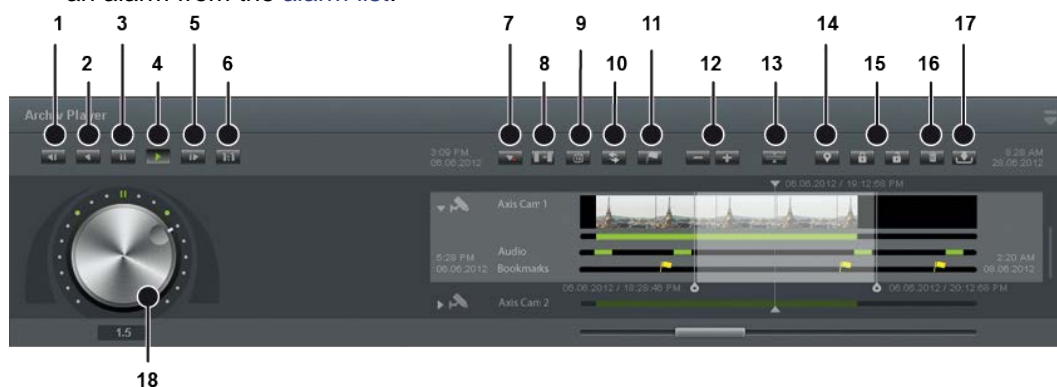 an alarm from the alarm list.
1 3 5 7 9 11 14 17
2 4 6 8 10 12 13 15 16
Archiv Player
1:1
3:09 PM
06.06.2012
8:28 AM
28.06.2012
06.06.2012 / 19:12:58 PM
Axis Cam 1
Audio
5:28 PM
06.06.2012
Bookmarks
2:20 AM
08.06.2012
06.06.2012 / 18:28:46 PM
06.06.2012 / 20:12:68 PM
Axis Cam 2
1.5
18